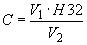 C = V₁ · H32 / V₂